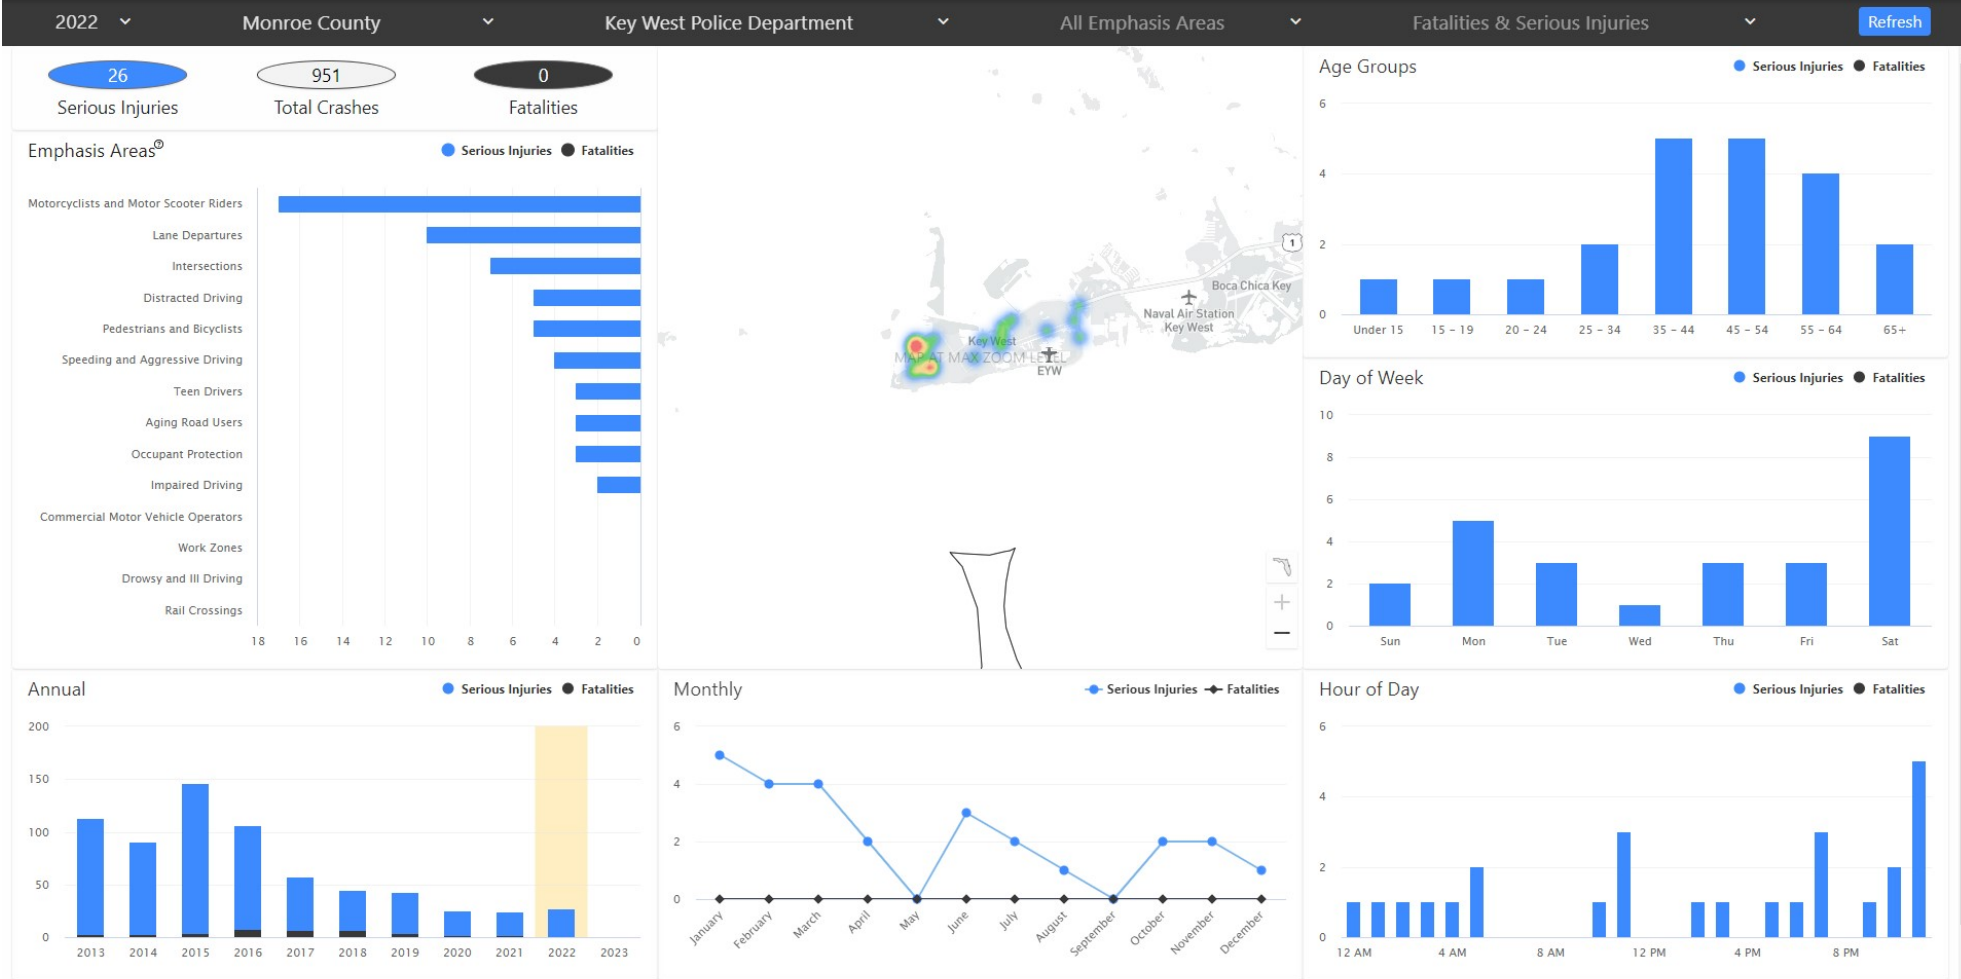 2022 Monroe County Key West Police Department All Emphasis Areas Fatalities & Serious Injuries Refresh
26 951 0
Serious Injuries Total Crashes Fatalities
Emphasis Areas? Serious Injuries Fatalities
Motorcyclists and Motor Scooter Riders
Lane Departures
Intersections
Distracted Driving
Pedestrians and Bicyclists
Speeding and Aggressive Driving
Teen Drivers
Aging Road Users
Occupant Protection
Impaired Driving
Commercial Motor Vehicle Operators
Work Zones
Drowsy and Ill Driving
Rail Crossings
18 16 14 12 10 8 6 4 2 0
1
Boca Chica Key
Naval Air Station
Key West
Key West
MAP AT MAX ZOOM LEVEL
EYW
+
−
Age Groups Serious Injuries Fatalities
6
4
2
0
Under 15 15 - 19 20 - 24 25 - 34 35 - 44 45 - 54 55 - 64 65+
Day of Week Serious Injuries Fatalities
10
8
6
4
2
0
Sun Mon Tue Wed Thu Fri Sat
Annual Serious Injuries Fatalities
200
150
100
50
0
2013 2014 2015 2016 2017 2018 2019 2020 2021 2022 2023
Monthly Serious Injuries Fatalities
6
4
2
0
January February March April May June July August September October November December
Hour of Day Serious Injuries Fatalities
6
4
2
0
12 AM 4 AM 8 AM 12 PM 4 PM 8 PM